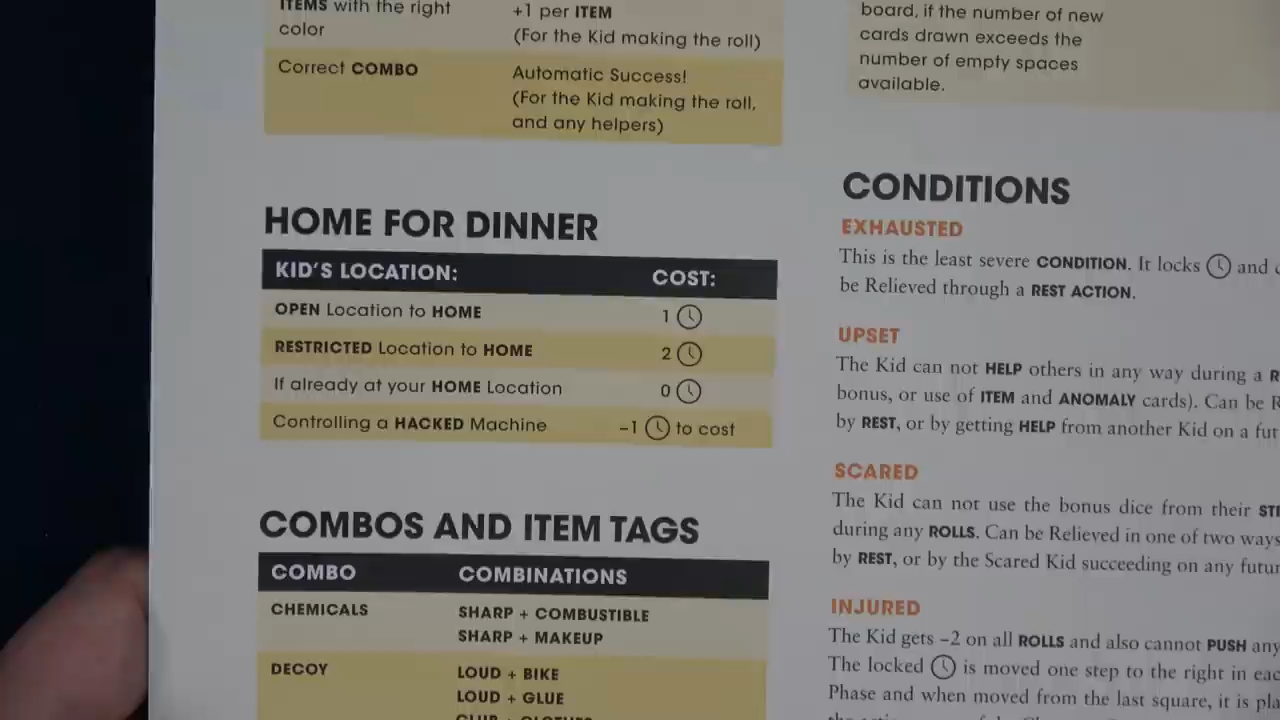 ITEMS with the right
color
+1 per ITEM
(For the Kid making the roll)
Correct COMBO
Automatic Success!
(For the Kid making the roll,
and any helpers)
HOME FOR DINNER
KID'S LOCATION: COST:
OPEN Location to HOME 1
RESTRICTED Location to HOME 2
If already at your HOME Location 0
Controlling a HACKED Machine –1 to cost
COMBOS AND ITEM TAGS
COMBO COMBINATIONS
CHEMICALS SHARP + COMBUSTIBLE
SHARP + MAKEUP
DECOY LOUD + BIKE
LOUD + GLUE
board, if the number of new
cards drawn exceeds the
number of empty spaces
available.
CONDITIONS
EXHAUSTED
This is the least severe CONDITION. It locks and
be Relieved through a REST ACTION.
UPSET
The Kid can not HELP others in any way during a
bonus, or use of ITEM and ANOMALY cards). Can be
by REST, or by getting HELP from another Kid on a
SCARED
The Kid can not use the bonus dice from their
during any ROLLS. Can be Relieved in one of two ways
by REST, or by the Scared Kid succeeding on any
INJURED
The Kid gets –2 on all ROLLS and also cannot PUSH any
The locked is moved one step to the right in
Phase and when moved from the last square, it is